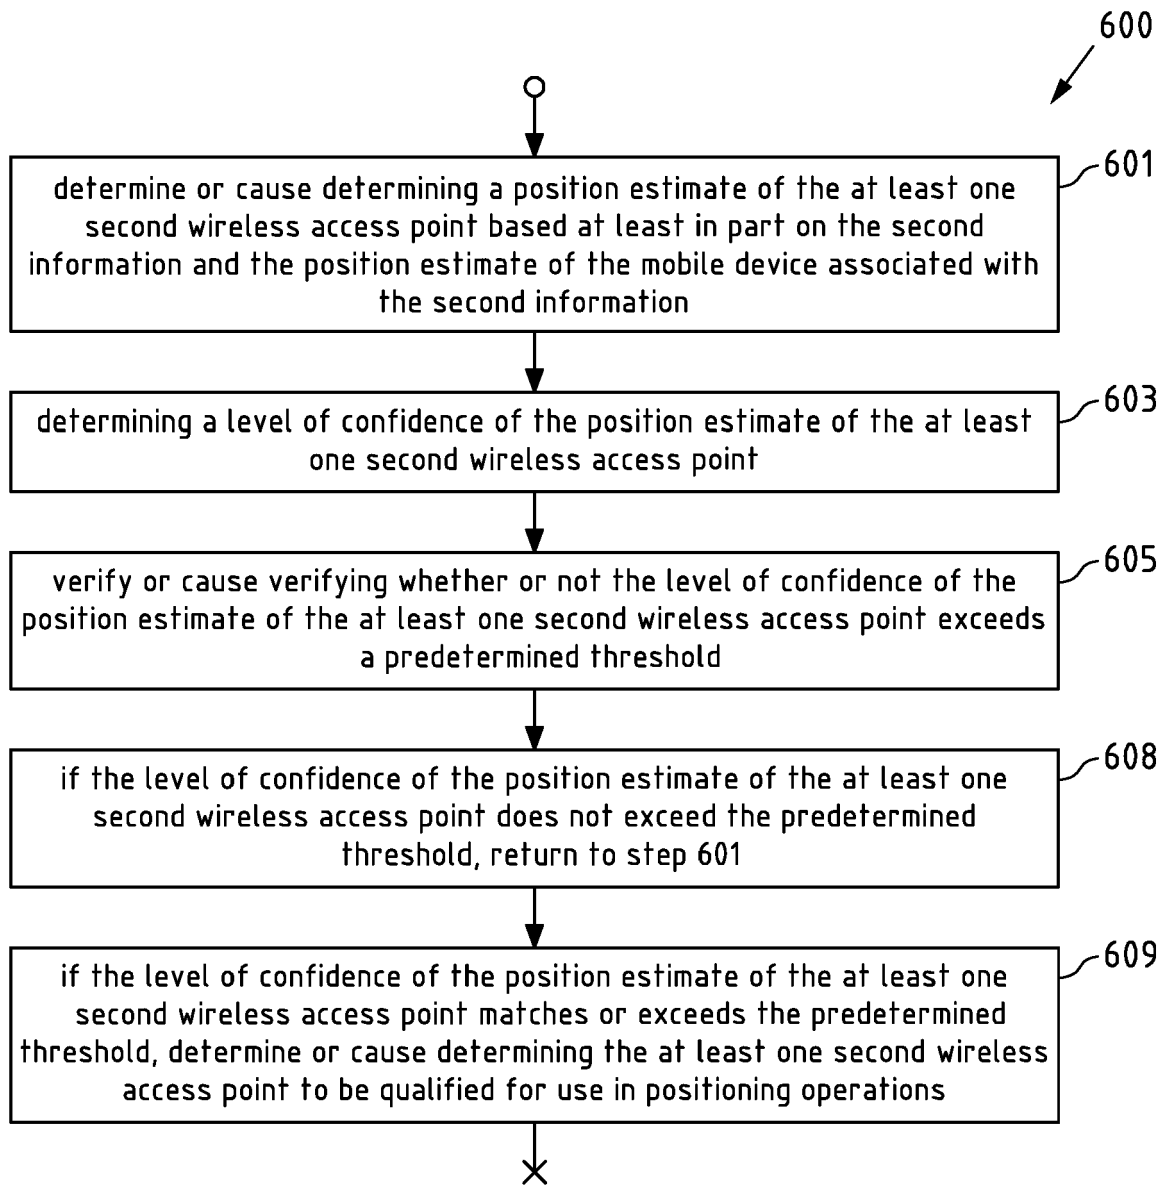 600
601
determine or cause determining a position estimate of the at least one
second wireless access point based at least in part on the second
information and the position estimate of the mobile device associated with
the second information
603
determining a level of confidence of the position estimate of the at least
one second wireless access point
605
verify or cause verifying whether or not the level of confidence of the
position estimate of the at least one second wireless access point exceeds
a predetermined threshold
608
if the level of confidence of the position estimate of the at least one
second wireless access point does not exceed the predetermined
threshold, return to step 601
609
if the level of confidence of the position estimate of the at least one
second wireless access point matches or exceeds the predetermined
threshold, determine or cause determining the at least one second wireless
access point to be qualified for use in positioning operations